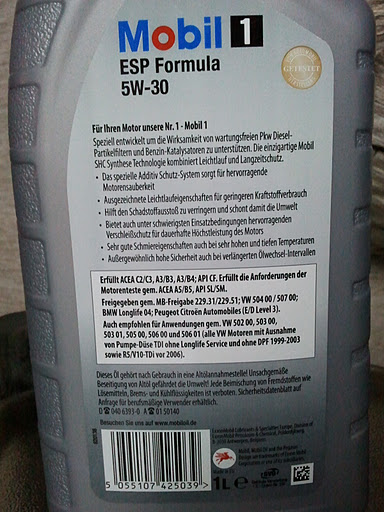 Mobil 1
ESP Formula
5W-30
GETESTET
Für Ihren Motor unsere Nr. 1 - Mobil 1
Speziell entwickelt um die Wirksamkeit von wartungsfreien Pkw Diesel-
Partikelfiltern und Benzin-Katalysatoren zu unterstützen. Die einzigartige Mobil
SHC Synthese Technologie kombiniert Leichtlauf und Langzeitschutz.
• Das spezielle Additiv Schutz-System sorgt für hervorragende
Motorensauberkeit
• Ausgezeichnete Leichtlaufeigenschaften für geringeren Kraftstoffverbrauch
• Hilft den Schadstoffausstoß zu verringern und schont damit die Umwelt
• Bietet auch unter schwierigsten Einsatzbedingungen hervorragenden
Verschleißschutz für dauerhafte Höchstleistung des Motors
• Sehr gute Schmiereigenschaften auch bei sehr hohen und tiefen Temperaturen
• Außergewöhnlich hohe Sicherheit auch bei verlängerten Ölwechsel-Intervallen
Erfüllt ACEA C2/C3, A3/B3, A3/B4; API CF. Erfüllt die Anforderungen der
Motorenteste gem. ACEA A5/B5, API SL/SM.
Freigegeben gem. MB-Freigabe 229.31/229.51; VW 504 00 / 507 00;
BMW Longlife 04; Peugeot Citroën Automobiles (E/D Level 3).
Auch empfohlen für Anwendungen gem. VW 502 00, 503 00,
503 01, 505 00, 506 00 und 506 01 (alle VW Motoren mit Ausnahme
von Pumpe-Düse TDI ohne Longlife Service und ohne DPF 1999-2003
sowie R5/V10-TDi vor 2006).
Dieses Öl gehört nach Gebrauch in eine Altölannahmestelle! Unsachgemäße
Beseitigung von Altöl gefährdet die Umwelt! Jede Beimischung von Fremdstoffen wie
Lösemitteln, Brems- und Kühlflüssigkeiten ist verboten. Sicherheitsdatenblatt auf
Anfrage für berufsmäßige Verwender erhältlich.
D ☎ 040 6393-0 A ☎ 01 50140
Besuchen Sie uns auf www.mobiloil.de
5 055107 425039
1L e